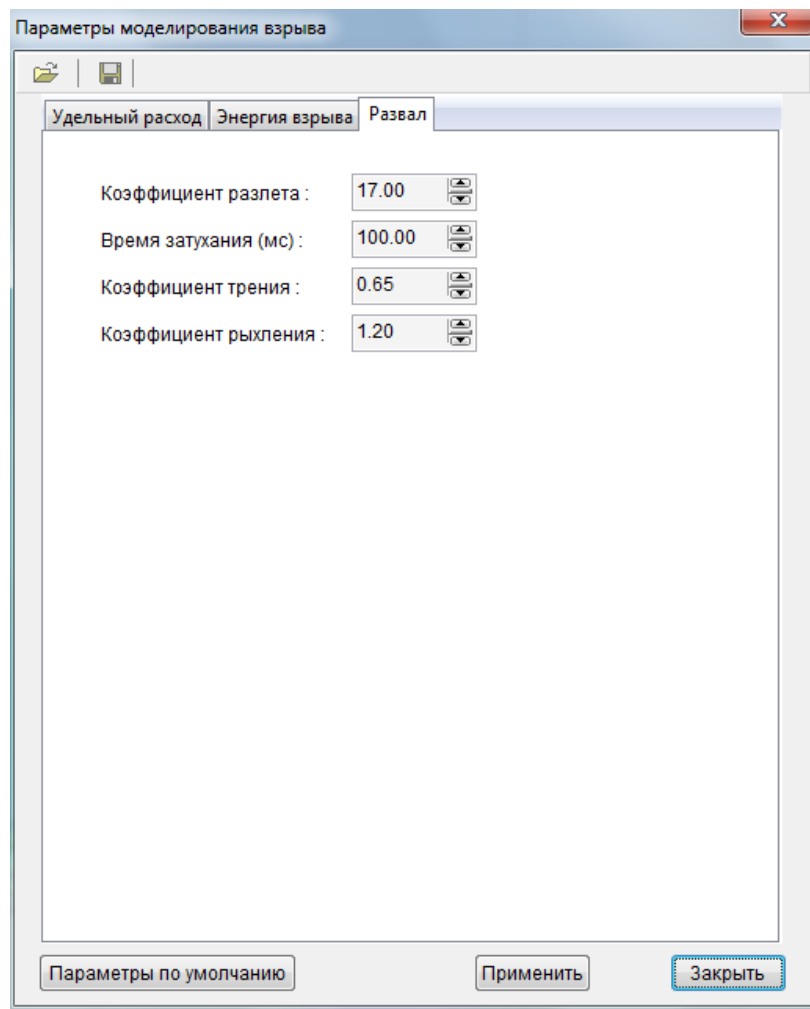 Параметры моделирования взрыва
Удельный расход Энергия взрыва Развал
Коэффициент разлета : 17.00
Время затухания (мс) : 100.00
Коэффициент трения : 0.65
Коэффициент рыхления : 1.20
Параметры по умолчанию Применить Закрыть